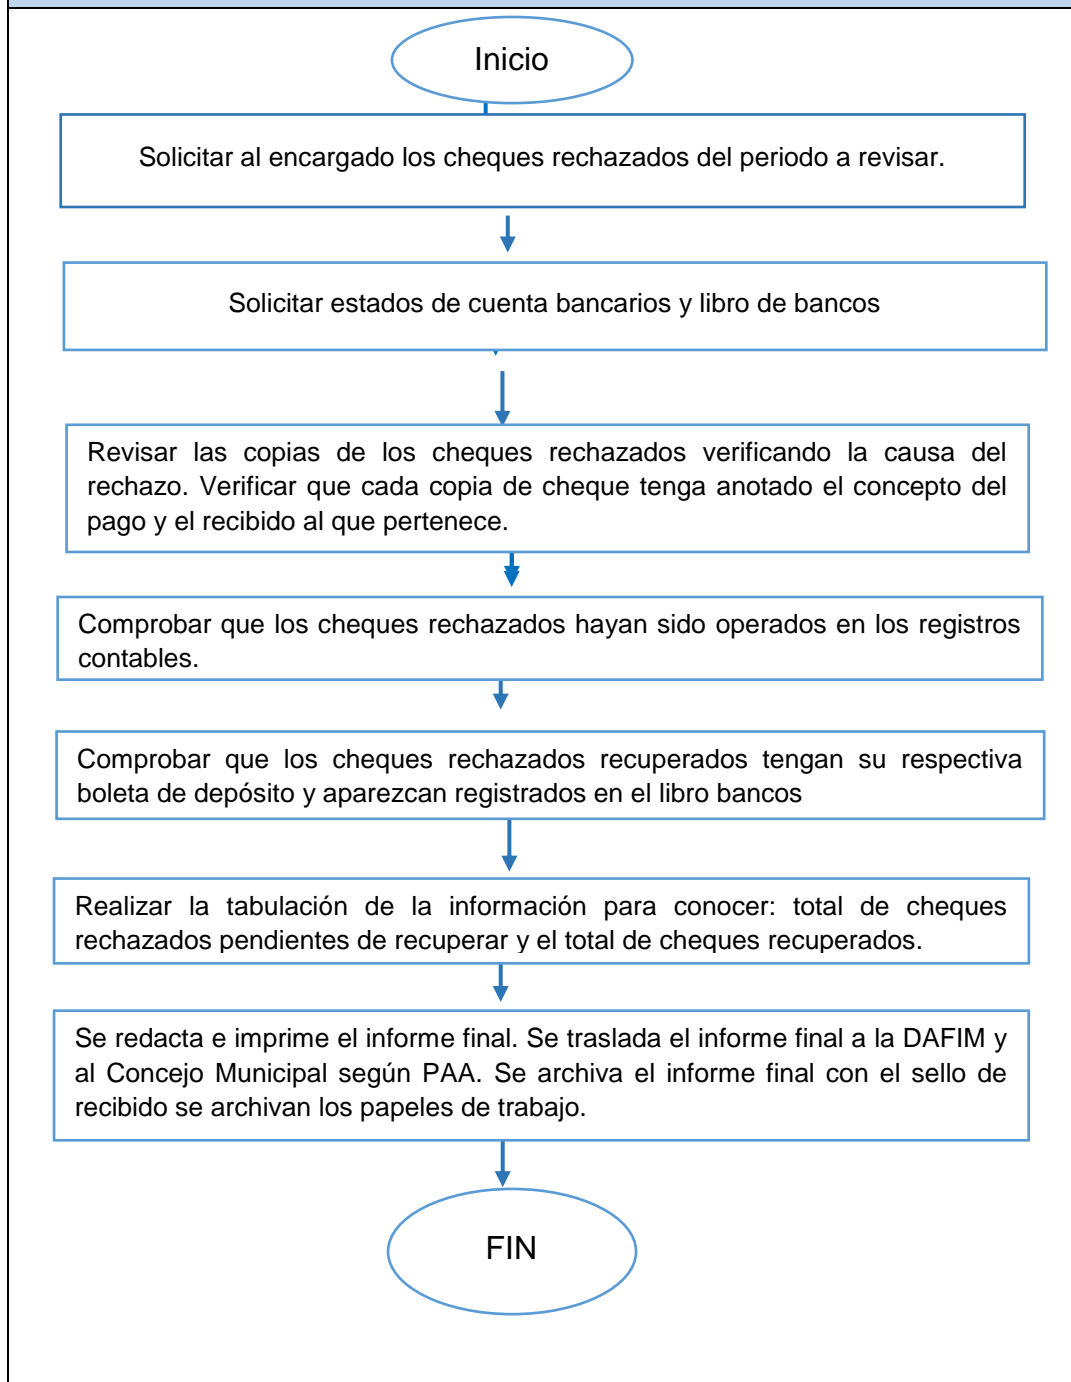 Inicio
Solicitar al encargado los cheques rechazados del periodo a revisar.
Solicitar estados de cuenta bancarios y libro de bancos
Revisar las copias de los cheques rechazados verificando la causa del
rechazo. Verificar que cada copia de cheque tenga anotado el concepto del
pago y el recibido al que pertenece.
Comprobar que los cheques rechazados hayan sido operados en los registros
contables.
Comprobar que los cheques rechazados recuperados tengan su respectiva
boleta de depósito y aparezcan registrados en el libro bancos
Realizar la tabulación de la información para conocer: total de cheques
rechazados pendientes de recuperar y el total de cheques recuperados.
Se redacta e imprime el informe final. Se traslada el informe final a la DAFIM y
al Concejo Municipal según PAA. Se archiva el informe final con el sello de
recibido se archivan los papeles de trabajo.
FIN